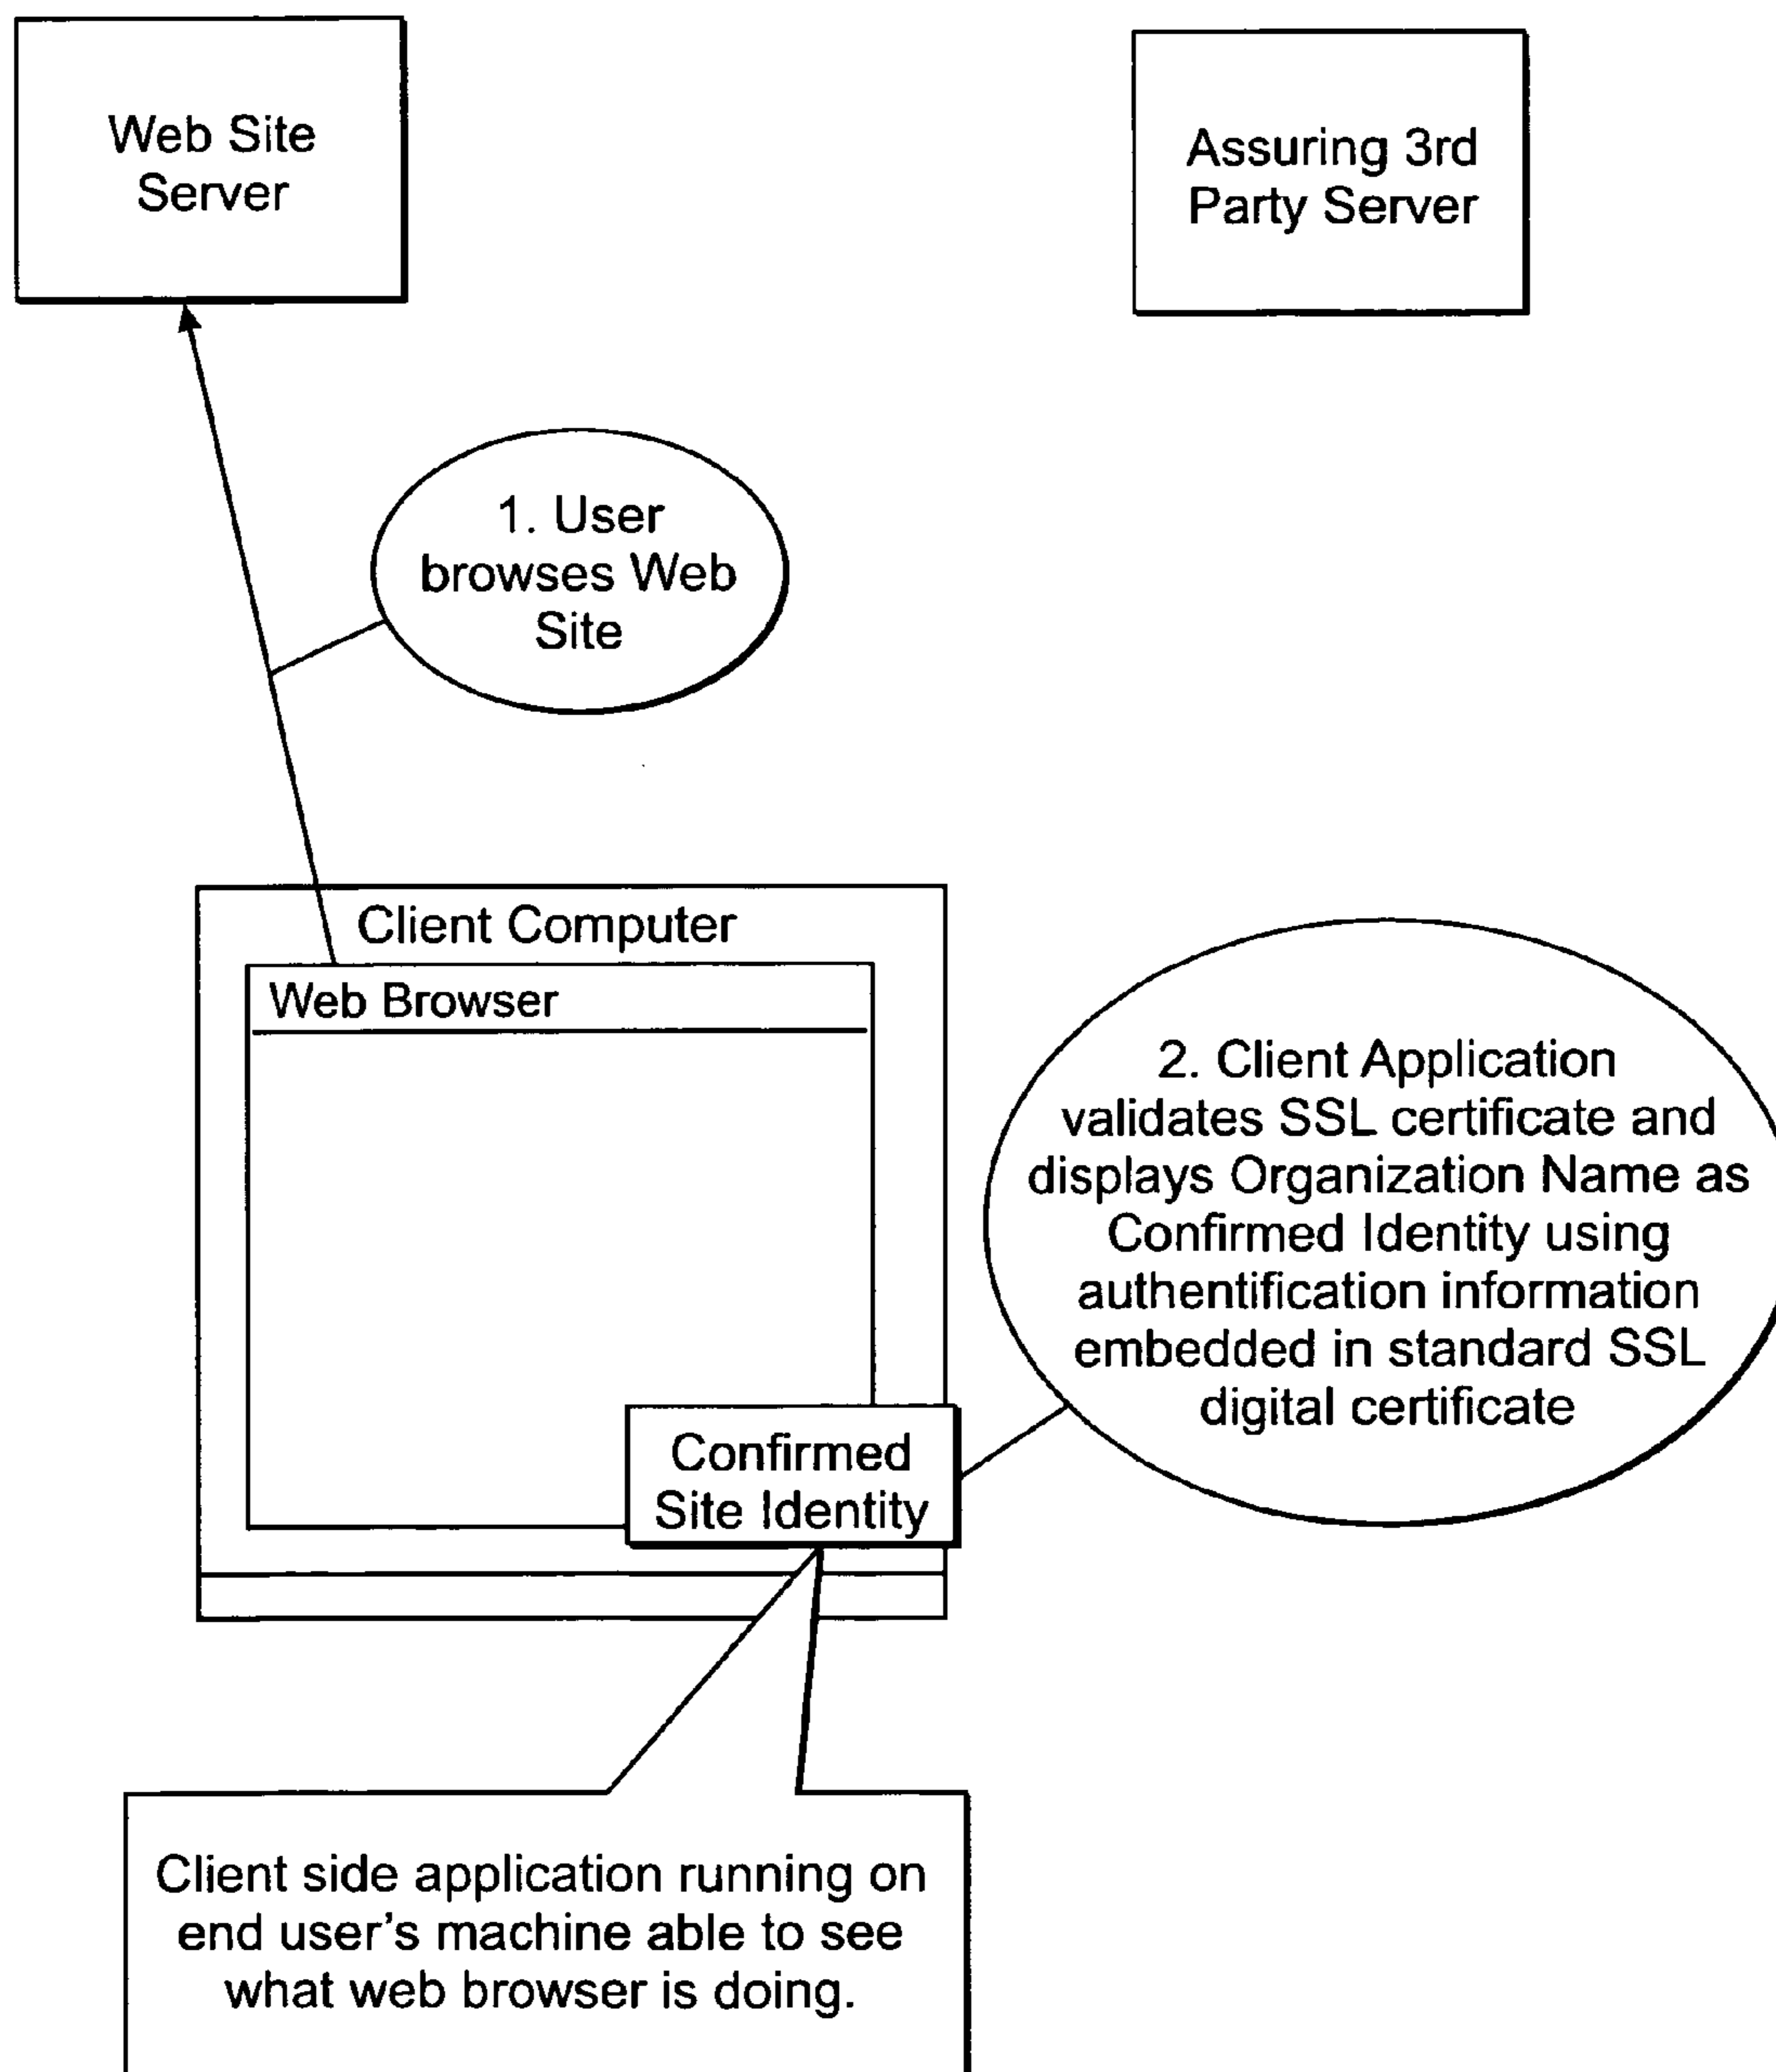 Web Site
Server
Assuring 3rd
Party Server
1. User
browses Web
Site
Client Computer
Web Browser
2. Client Application
validates SSL certificate and
displays Organization Name as
Confirmed Identity using
authentification information
embedded in standard SSL
digital certificate
Confirmed
Site Identity
Client side application running on
end user's machine able to see
what web browser is doing.